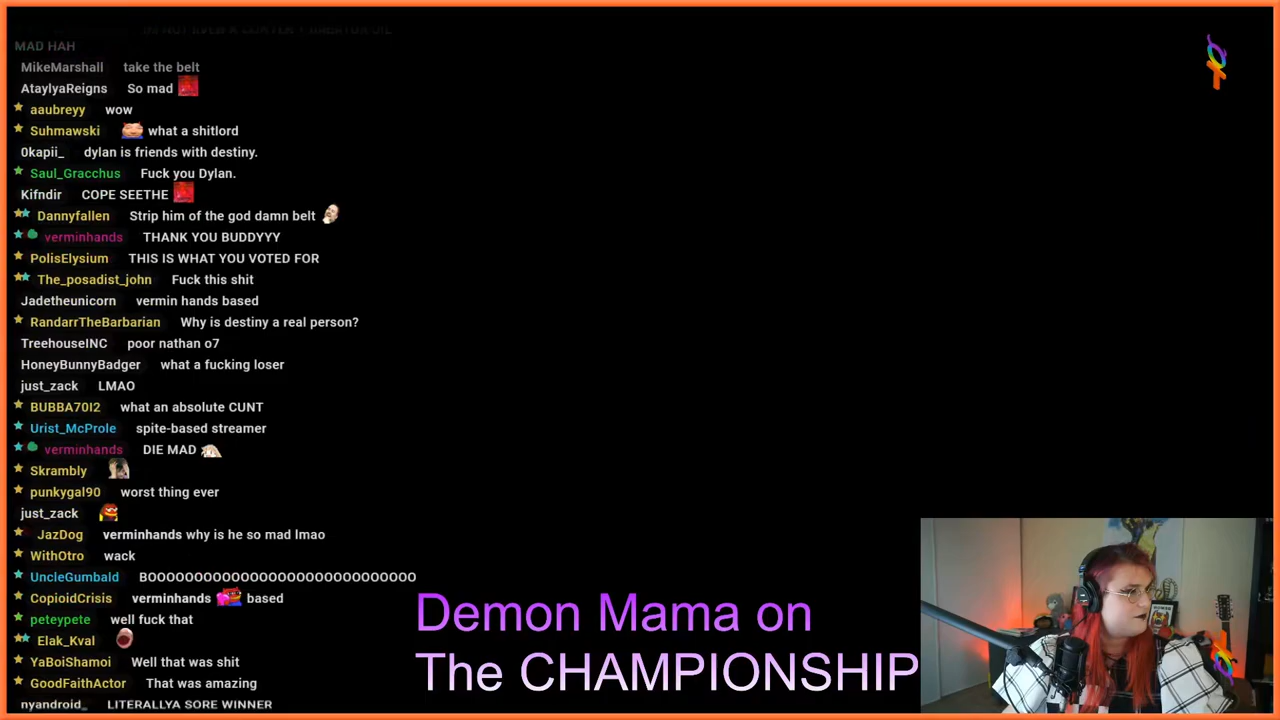 MAD HAH
MikeMarshall take the belt
AtaylyaReigns So mad
aaubreyy wow
Suhmawski what a shitlord
0kapii_ dylan is friends with destiny.
Saul_Gracchus Fuck you Dylan.
Kifndir COPE SEETHE
Dannyfallen Strip him of the god damn belt
verminhands THANK YOU BUDDYYY
PolisElysium THIS IS WHAT YOU VOTED FOR
The_posadist_john Fuck this shit
Jadetheunicorn vermin hands based
RandarrTheBarbarian Why is destiny a real person?
TreehouseINC poor nathan o7
HoneyBunnyBadger what a fucking loser
just_zack LMAO
BUBBA70I2 what an absolute CUNT
Urist_McProle spite-based streamer
verminhands DIE MAD
Skrambly
punkygal90 worst thing ever
just_zack
JazDog verminhands why is he so mad lmao
WithOtro wack
UncleGumbald BOOOOOOOOOOOOOOOOOOOOOOOOOOOOOO
CopioidCrisis verminhands based
peteypete well fuck that
Elak_Kval
YaBoiShamoi Well that was shit
GoodFaithActor That was amazing
nyandroid_ LITERALLYA SORE WINNER
Demon Mama on
The CHAMPIONSHIP